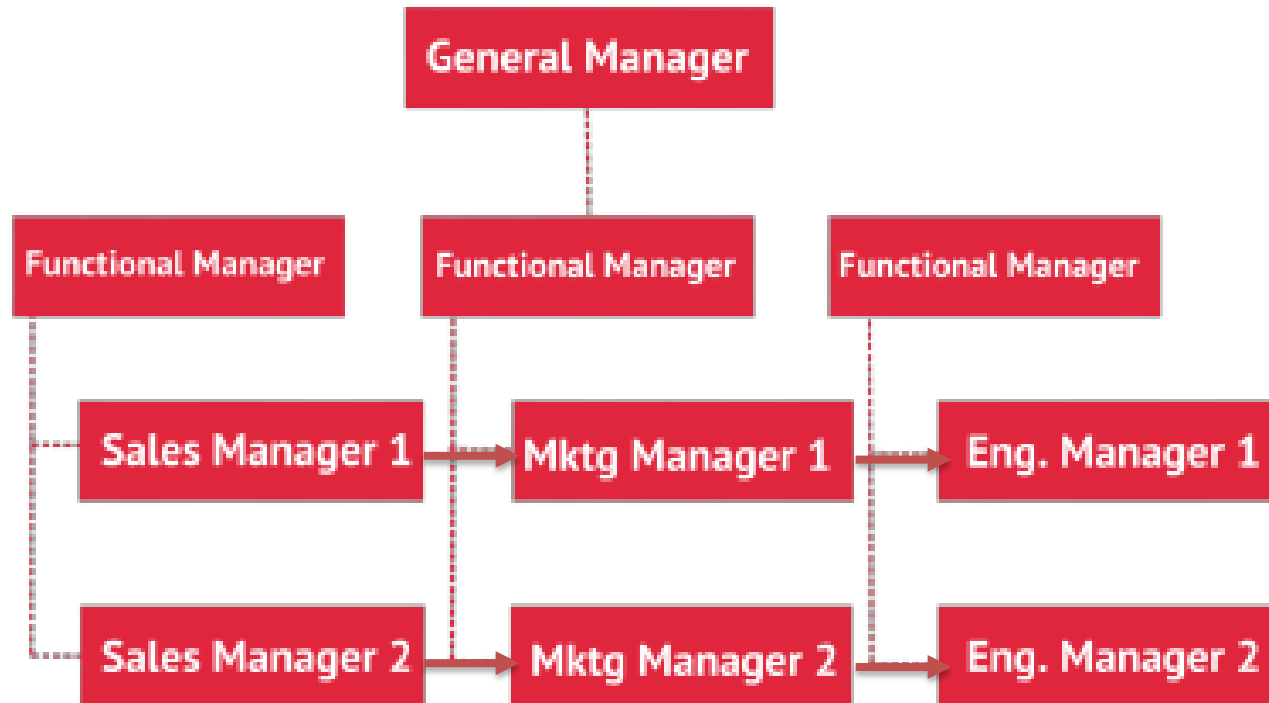 General Manager
Functional Manager
Functional Manager
Functional Manager
Sales Manager 1
Mktg Manager 1
Eng. Manager 1
Sales Manager 2
Mktg Manager 2
Eng. Manager 2